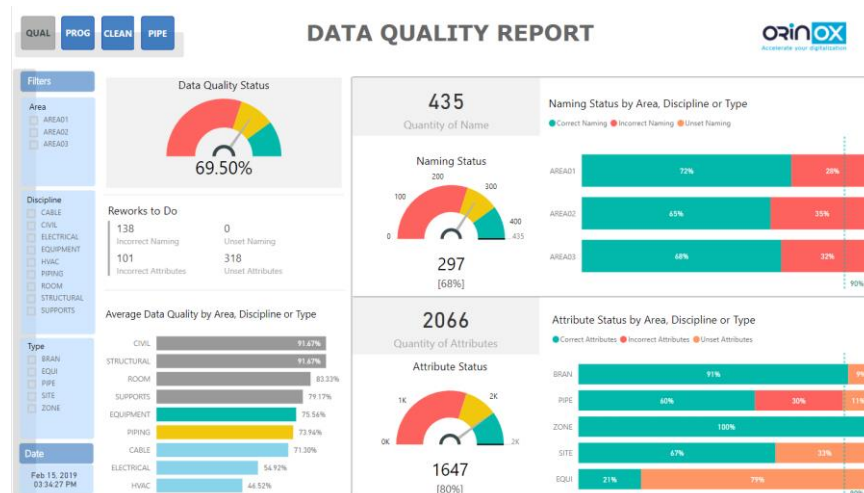 QUAL PROG CLEAN PIPE
DATA QUALITY REPORT
ORINOX
Accelerate your digitalization
Filters
Area
AREA01
AREA02
AREA03
Discipline
CABLE
CIVIL
ELECTRICAL
EQUIPMENT
HVAC
PIPING
ROOM
STRUCTURAL
SUPPORTS
Type
BRAN
EQUI
PIPE
SITE
ZONE
Date
Feb 15, 2019
03:34:27 PM
Data Quality Status
69.50%
Reworks to Do
138 0
Incorrect Naming Unset Naming
101 318
Incorrect Attributes Unset Attributes
Average Data Quality by Area, Discipline or Type
CIVIL 91.67%
STRUCTURAL 91.67%
ROOM 83.33%
SUPPORTS 79.17%
EQUIPMENT 75.56%
PIPING 73.94%
CABLE 71.30%
ELECTRICAL 54.92%
HVAC 46.52%
435
Quantity of Name
Naming Status
0 100 200 300 400 435
297
[68%]
Naming Status by Area, Discipline or Type
Correct Naming Incorrect Naming Unset Naming
AREA01 72% 28%
AREA02 65% 35%
AREA03 68% 32%
90%
2066
Quantity of Attributes
Attribute Status
0K 1K 2K 2K
1647
[80%]
Attribute Status by Area, Discipline or Type
Correct Attributes Incorrect Attributes Unset Attributes
BRAN 91% 9%
PIPE 60% 30% 11%
ZONE 100%
SITE 67% 33%
EQUI 21% 79%